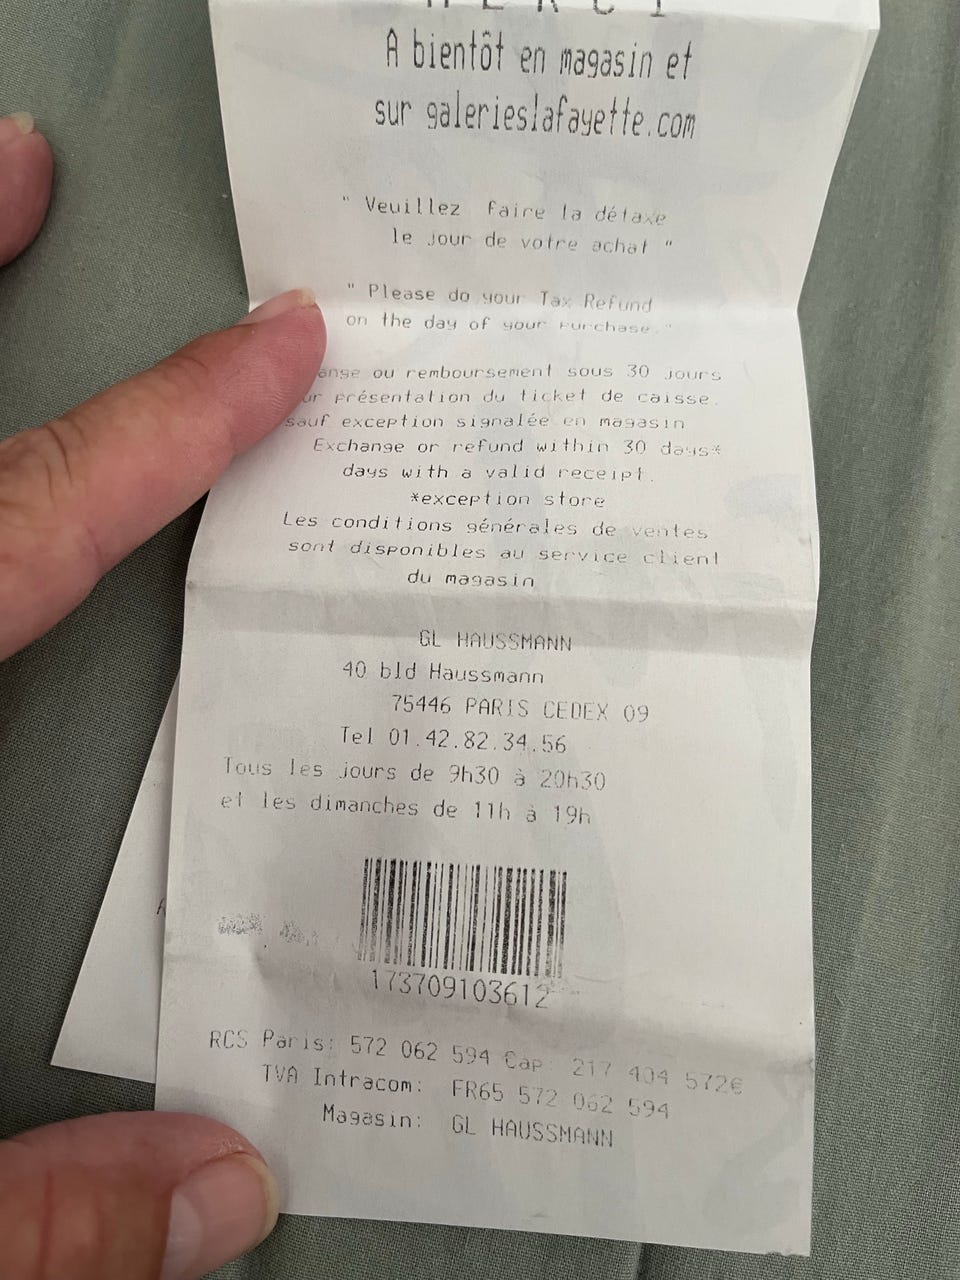 MERCI
A bientôt en magasin et
sur galerieslafayette.com
" Veuillez faire la détaxe
le jour de votre achat "
" Please do your Tax Refund
on the day of your Purchase."
ange ou remboursement sous 30 jours
ur présentation du ticket de caisse.
sauf exception signalée en magasin
Exchange or refund within 30 days*
days with a valid receipt.
*exception store
Les conditions générales de ventes
sont disponibles au service client
du magasin
GL HAUSSMANN
40 bld Haussmann
75446 PARIS CEDEX 09
Tel 01.42.82.34.56
Tous les jours de 9h30 à 20h30
et les dimanches de 11h à 19h
173709103612
RCS Paris: 572 062 594 Cap: 217 404 572€
TVA Intracom: FR65 572 062 594
Magasin: GL HAUSSMANN